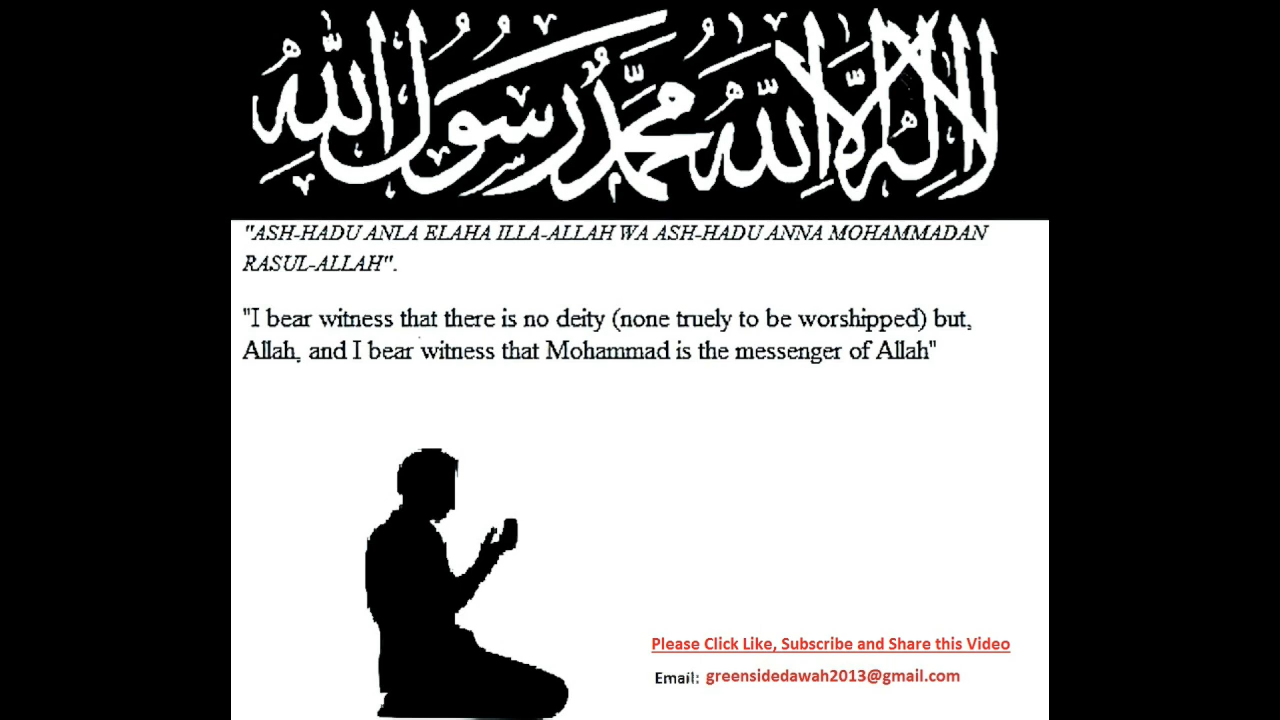 لا إله إلا الله محمد رسول الله
"ASH-HADU ANLA ELAHA ILLA-ALLAH WA ASH-HADU ANNA MOHAMMADAN
RASUL-ALLAH".
"I bear witness that there is no deity (none truely to be worshipped) but,
Allah, and I bear witness that Mohammad is the messenger of Allah"
Please Click Like, Subscribe and Share this Video
Email: greensidedawah2013@gmail.com